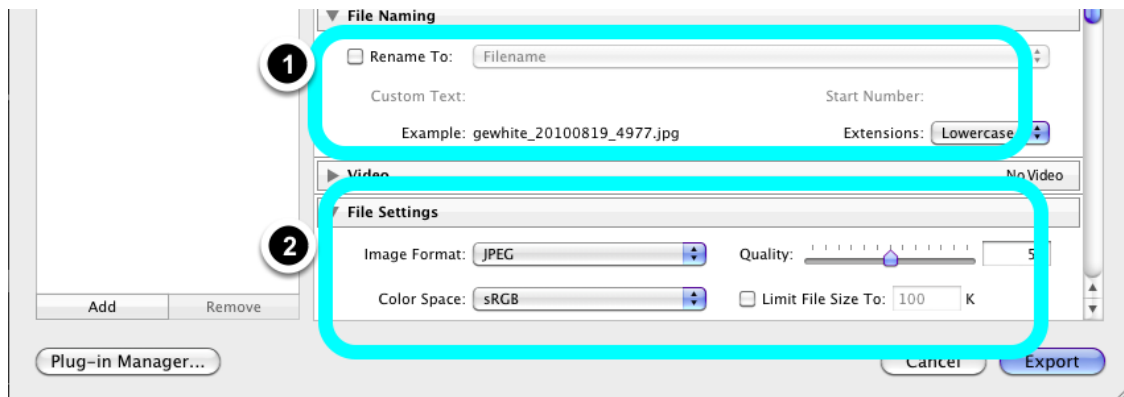 File Naming
1
Rename To: Filename
Custom Text: Start Number:
Example: gewhite_20100819_4977.jpg Extensions: Lowercase
Video No Video
File Settings
2
Image Format: JPEG Quality:
Color Space: sRGB Limit File Size To: 100 K
Add Remove
Plug-in Manager... Cancel Export